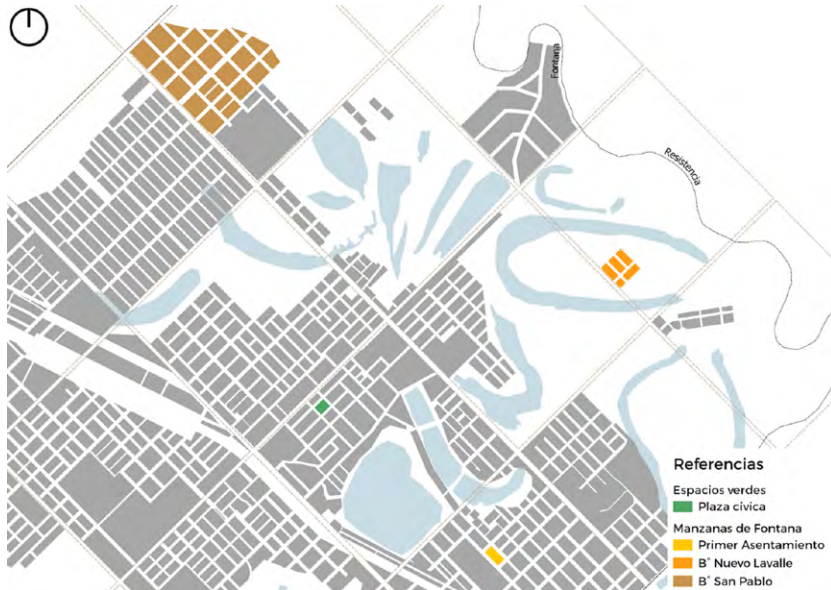 Fontana
Resistencia
Referencias
Espacios verdes
Plaza cívica
Manzanas de Fontana
Primer Asentamiento
B° Nuevo Lavalle
B° San Pablo